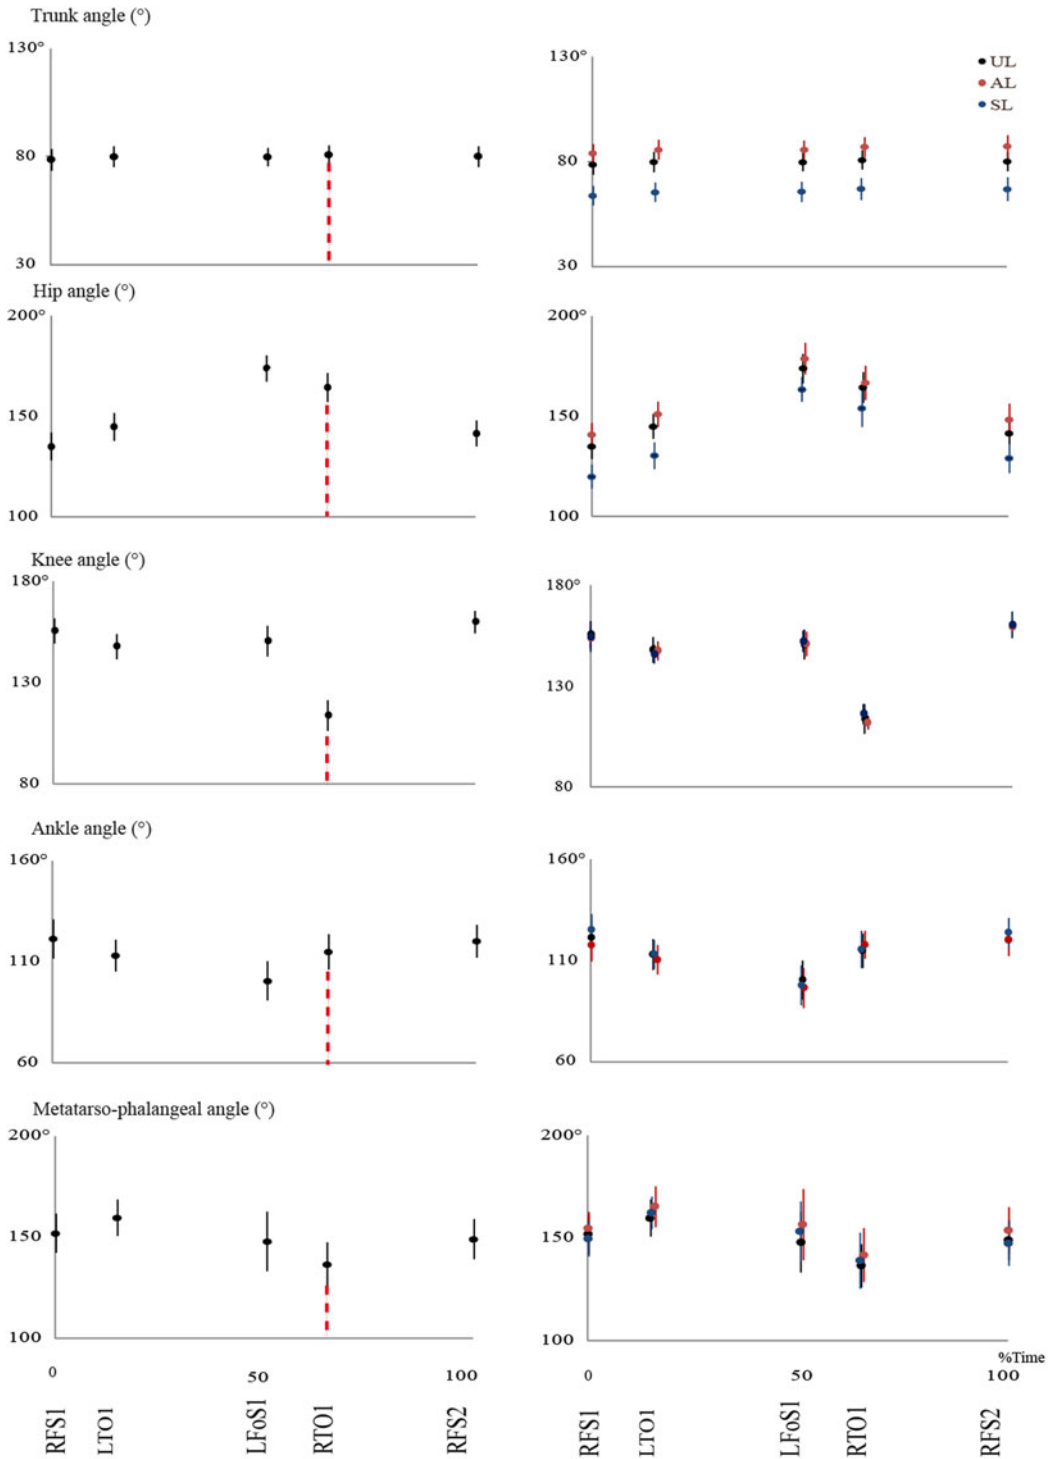 Trunk angle (°)
130°
80
30
130°
80
30
UL
AL
SL
Hip angle (°)
200°
150
100
200°
150
100
Knee angle (°)
180°
130
80
180°
130
80
Ankle angle (°)
160°
110
60
160°
110
60
Metatarso-phalangeal angle (°)
200°
150
100
200°
150
100
%Time
0
50
100
0
50
100
RFS1
LTO1
LFoS1
RTO1
RFS2
RFS1
LTO1
LFoS1
RTO1
RFS2